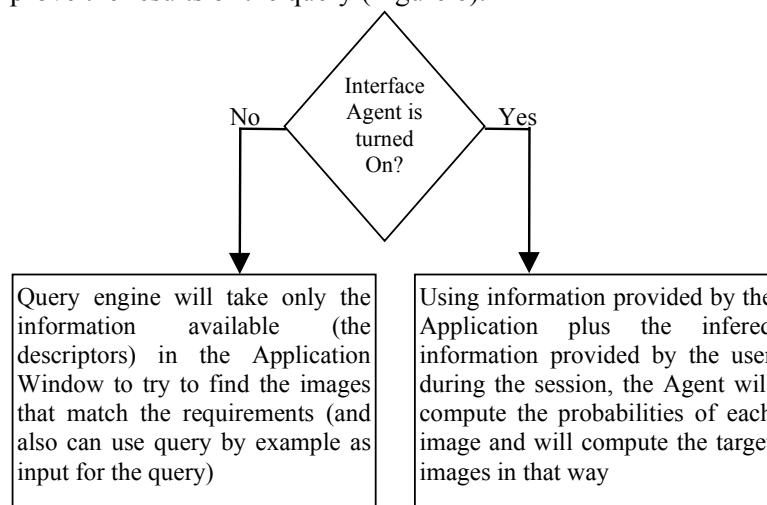 Interface
Agent is
turned
On?
No
Yes
Query engine will take only the
information available (the
descriptors) in the Application
Window to try to find the images
that match the requirements (and
also can use query by example as
input for the query)
Using information provided by the
Application plus the infered
information provided by the user
during the session, the Agent will
compute the probabilities of each
image and will compute the target
images in that way